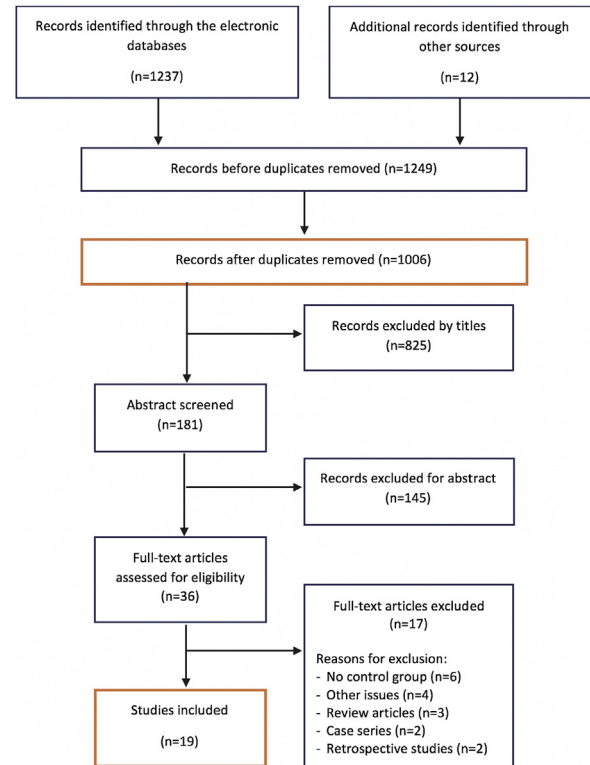 Records identified through the electronic
databases
(n=1237)
Additional records identified through
other sources
(n=12)
Records before duplicates removed (n=1249)
Records after duplicates removed (n=1006)
Records excluded by titles
(n=825)
Abstract screened
(n=181)
Records excluded for abstract
(n=145)
Full-text articles
assessed for eligibility
(n=36)
Full-text articles excluded
(n=17)
Reasons for exclusion:
- No control group (n=6)
- Other issues (n=4)
- Review articles (n=3)
- Case series (n=2)
- Retrospective studies (n=2)
Studies included
(n=19)